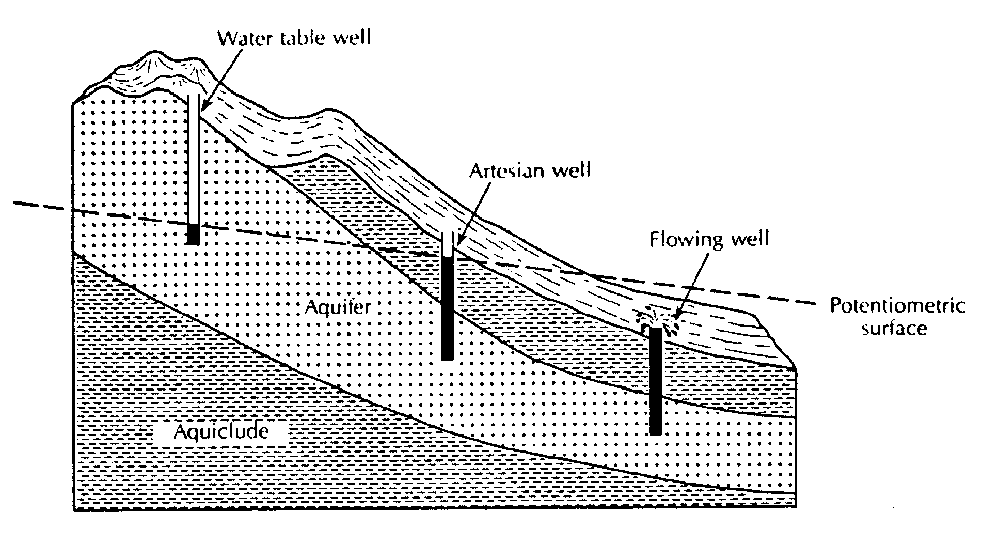 Water table well
Artesian well
Flowing well
Potentiometric
surface
Aquifer
Aquiclude